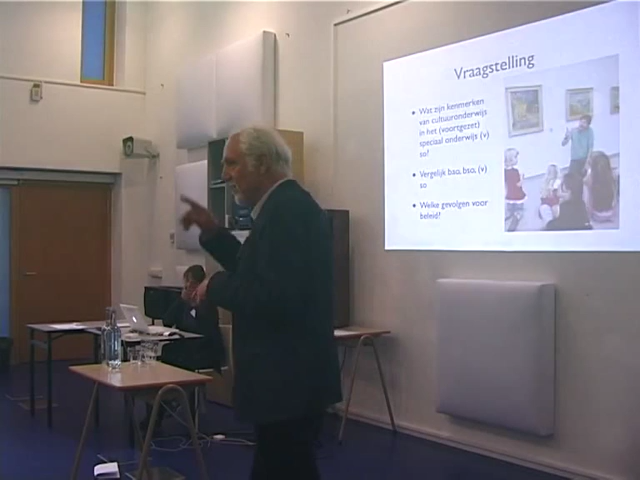 Vraagstelling
• Wat zijn kenmerken
van cultuuronderwijs
in het (voortgezet)
speciaal onderwijs (v)
so?
• Vergelijk bao, bso, (v)
so
• Welke gevolgen voor
beleid?